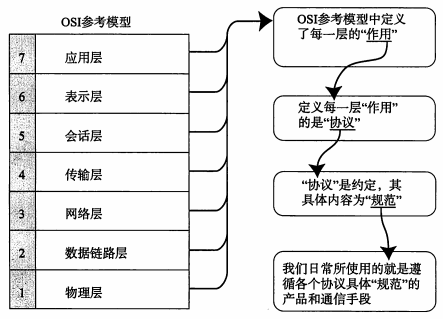 OSI参考模型
7 应用层
6 表示层
5 会话层
4 传输层
3 网络层
2 数据链路层
1 物理层
OSI参考模型中定义
了每一层的“作用”
定义每一层“作用”
的是“协议”
“协议”是约定，其
具体内容为“规范”
我们日常所使用的就是遵
循各个协议具体“规范”的
产品和通信手段